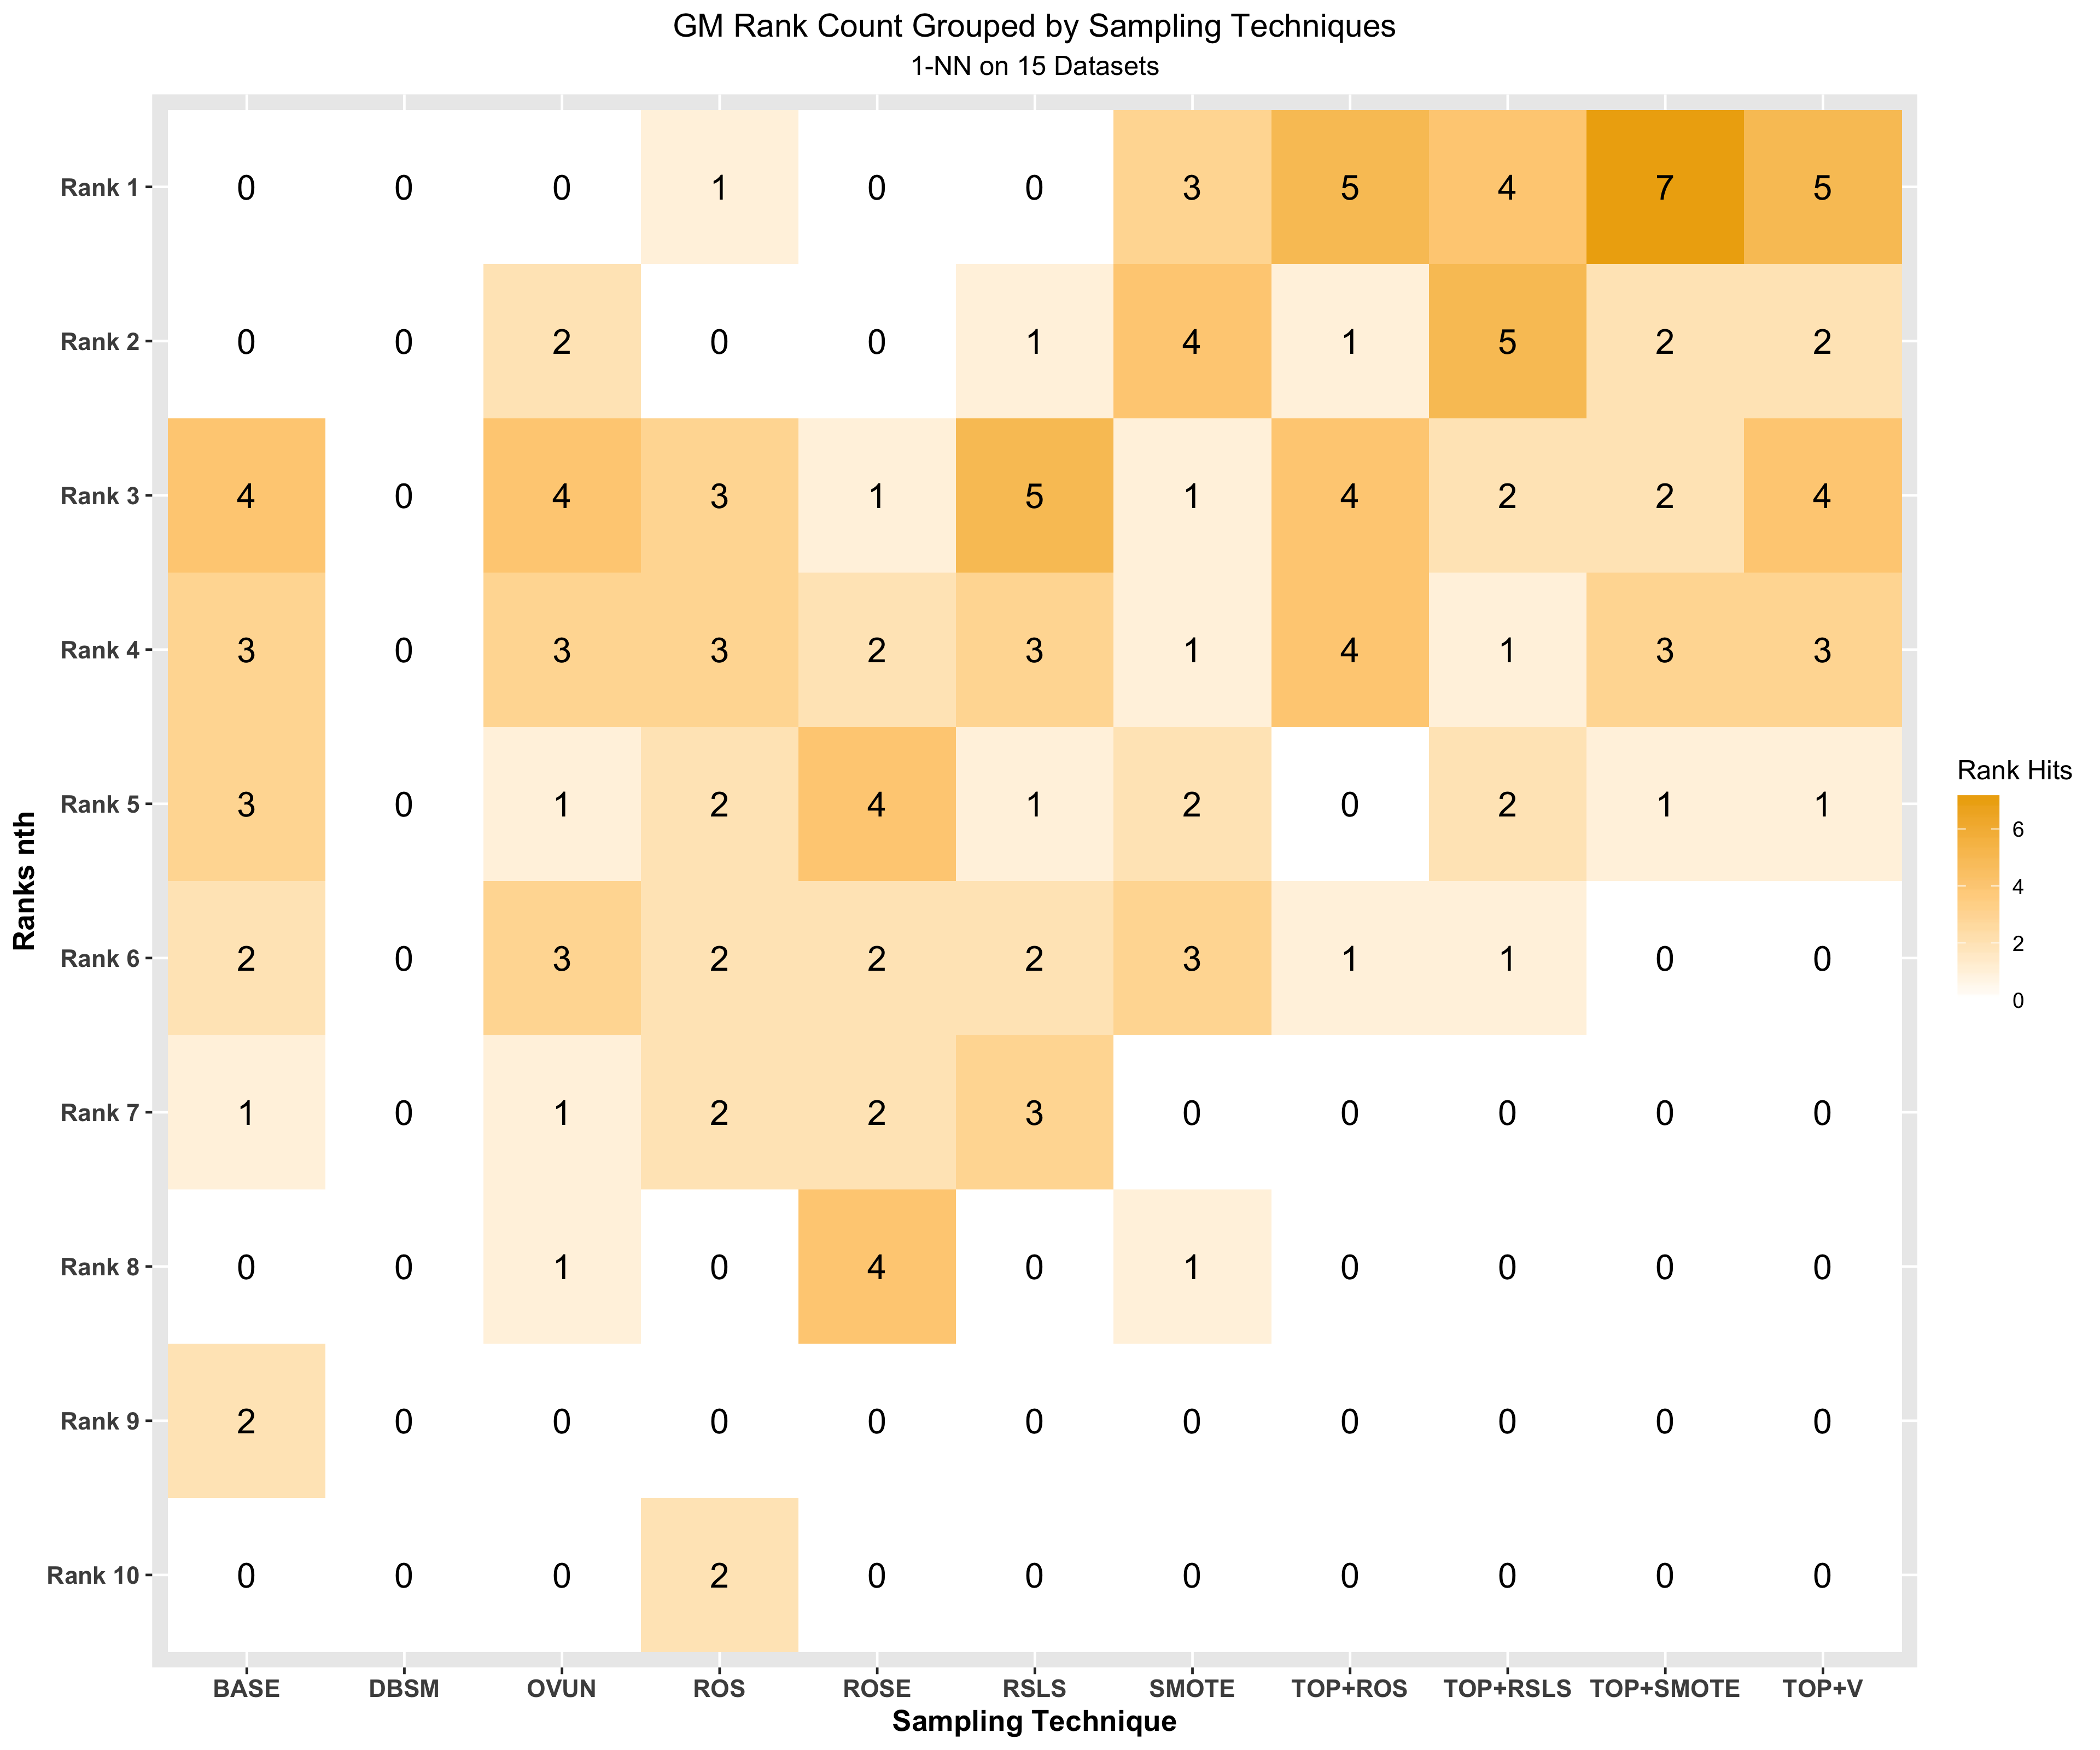 GM Rank Count Grouped by Sampling Techniques
1-NN on 15 Datasets
Rank 1 0 0 0 1 0 0 3 5 4 7 5
Rank 2 0 0 2 0 0 1 4 1 5 2 2
Rank 3 4 0 4 3 1 5 1 4 2 2 4
Rank 4 3 0 3 3 2 3 1 4 1 3 3
Rank 5 3 0 1 2 4 1 2 0 2 1 1
Rank 6 2 0 3 2 2 2 3 1 1 0 0
Rank 7 1 0 1 2 2 3 0 0 0 0 0
Rank 8 0 0 1 0 4 0 1 0 0 0 0
Rank 9 2 0 0 0 0 0 0 0 0 0 0
Rank 10 0 0 0 2 0 0 0 0 0 0 0
BASE DBSM OVUN ROS ROSE RSLS SMOTE TOP+ROS TOP+RSLS TOP+SMOTE TOP+V
Sampling Technique
Ranks nth
Rank Hits
6
4
2
0